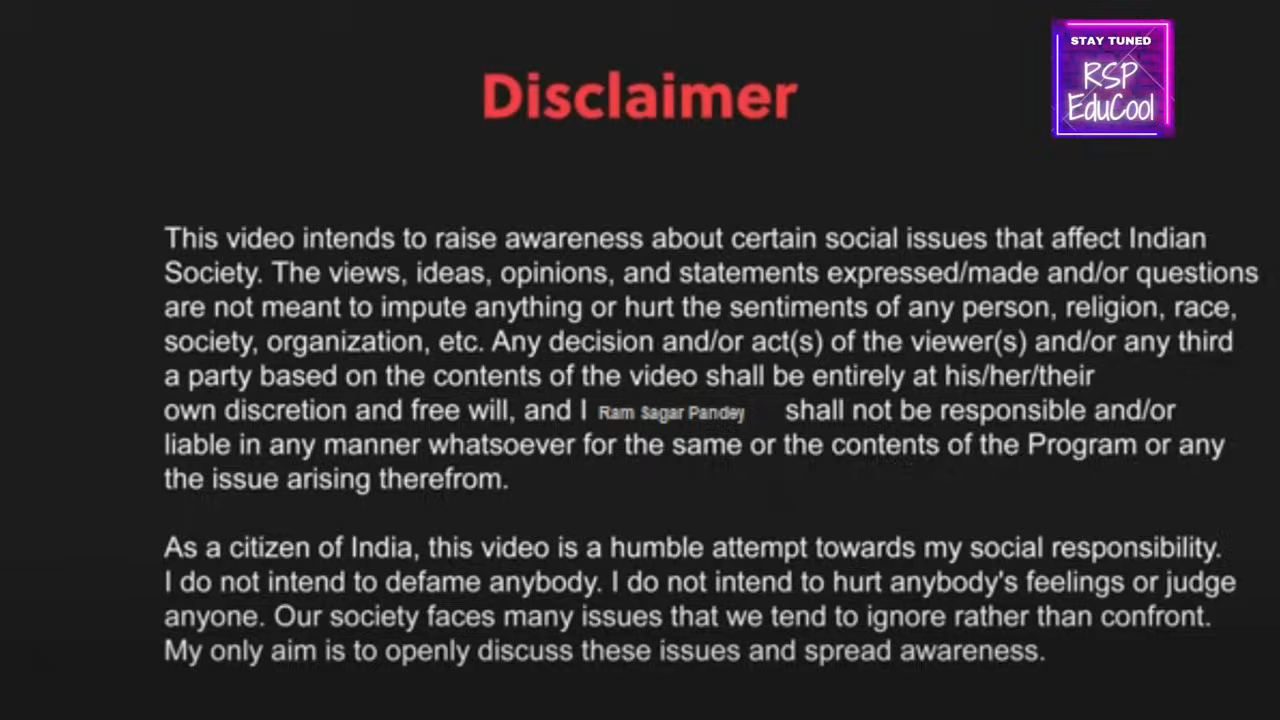 STAY TUNED
RSP
EduCool
Disclaimer
This video intends to raise awareness about certain social issues that affect Indian
Society. The views, ideas, opinions, and statements expressed/made and/or questions
are not meant to impute anything or hurt the sentiments of any person, religion, race,
society, organization, etc. Any decision and/or act(s) of the viewer(s) and/or any third
a party based on the contents of the video shall be entirely at his/her/their
own discretion and free will, and I Ram Sagar Pandey shall not be responsible and/or
liable in any manner whatsoever for the same or the contents of the Program or any
the issue arising therefrom.
As a citizen of India, this video is a humble attempt towards my social responsibility.
I do not intend to defame anybody. I do not intend to hurt anybody's feelings or judge
anyone. Our society faces many issues that we tend to ignore rather than confront.
My only aim is to openly discuss these issues and spread awareness.